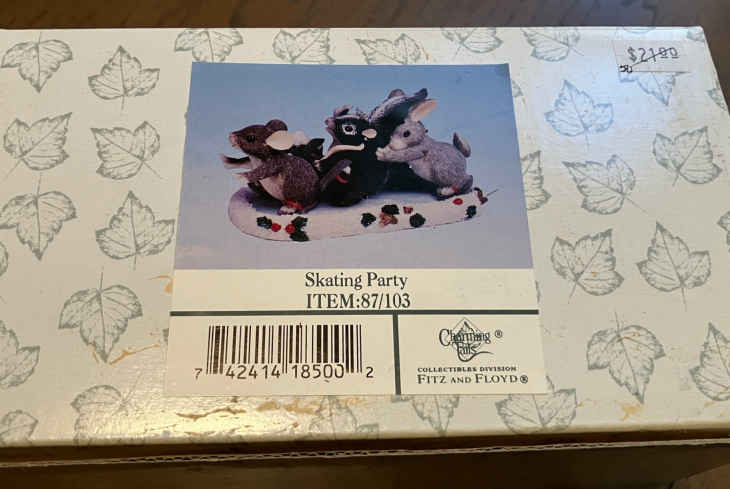 $21.00
Skating Party
ITEM:87/103
7 42414 18500 2
Charming Tails ®
COLLECTIBLES DIVISION
FITZ AND FLOYD®